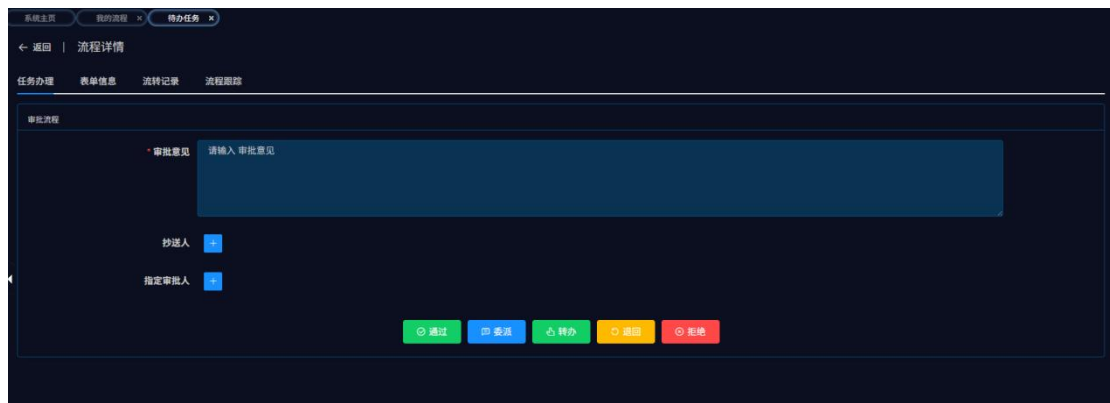 系统主页 我的流程 × 待办任务 ×
← 返回 | 流程详情
任务办理 表单信息 流转记录 流程跟踪
审批流程
* 审批意见 请输入 审批意见
抄送人 +
指定审批人 +
通过 委派 转办 退回 拒绝